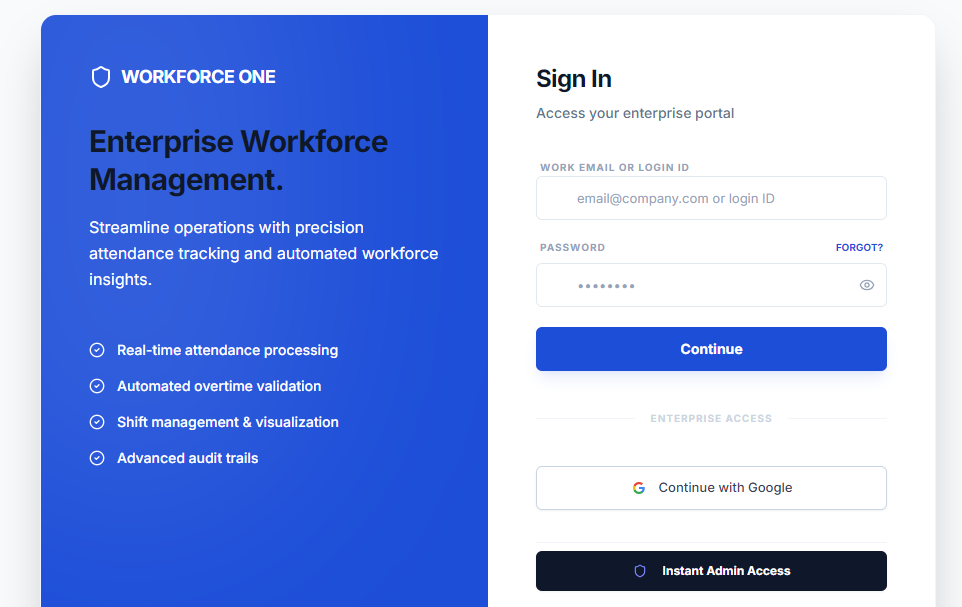 WORKFORCE ONE
Enterprise Workforce
Management.
Streamline operations with precision
attendance tracking and automated workforce
insights.
Real-time attendance processing
Automated overtime validation
Shift management & visualization
Advanced audit trails
Sign In
Access your enterprise portal
WORK EMAIL OR LOGIN ID
email@company.com or login ID
PASSWORD FORGOT?
••••••••
Continue
ENTERPRISE ACCESS
Continue with Google
Instant Admin Access